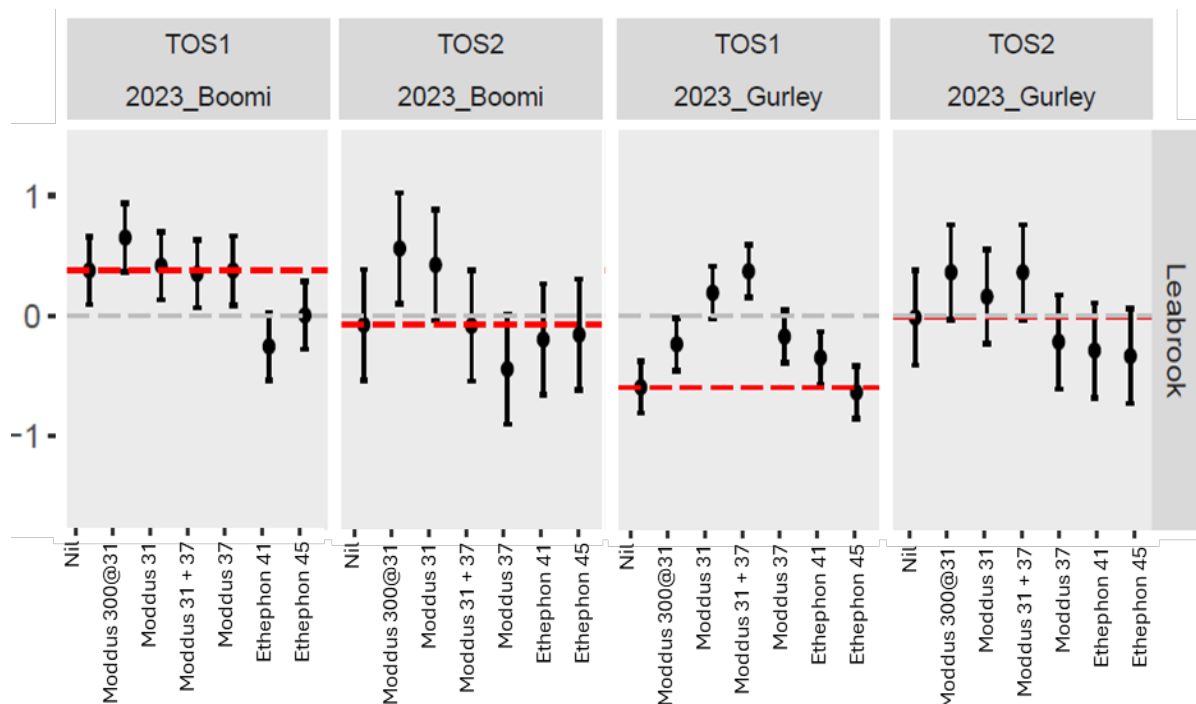 TOS1
2023_Boomi
TOS2
2023_Boomi
TOS1
2023_Gurley
TOS2
2023_Gurley
1
0
−1
Leabrook
Nil
Moddus 300@31
Moddus 31
Moddus 31 + 37
Moddus 37
Ethephon 41
Ethephon 45
Nil
Moddus 300@31
Moddus 31
Moddus 31 + 37
Moddus 37
Ethephon 41
Ethephon 45
Nil
Moddus 300@31
Moddus 31
Moddus 31 + 37
Moddus 37
Ethephon 41
Ethephon 45
Nil
Moddus 300@31
Moddus 31
Moddus 31 + 37
Moddus 37
Ethephon 41
Ethephon 45